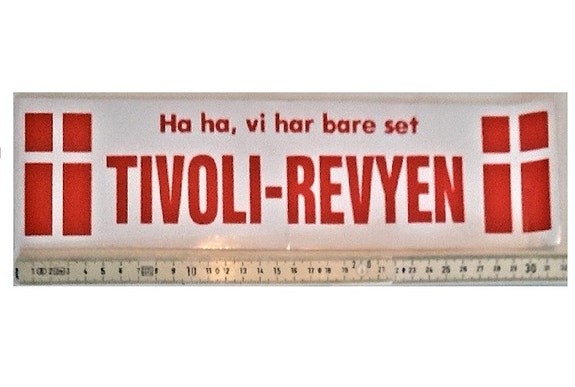 Ha ha, vi har bare set
TIVOLI-REVYEN